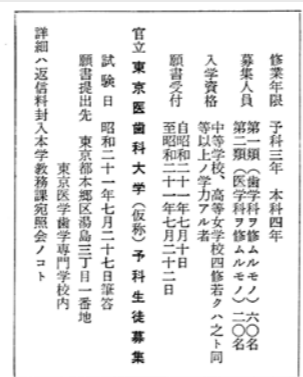 修業年限　予科三年　本科四年
募集人員　第一類（歯学科ヲ修ムルモノ）六〇名
第二類（医学科ヲ修ムルモノ）二〇名
入学資格　中等学校、高等女学校四修若クハ之ト同
等以上ノ学力アル者
願書受付　自昭和二十一年七月十日
至昭和二十一年七月二十二日
官立東京医歯科大学（仮称）予科生徒募集
試験日　昭和二十一年七月二十七日筆答
願書提出先　東京都本郷区湯島三丁目一番地
東京医学歯学専門学校内
詳細ハ返信料封入本学教務課宛照会ノコト